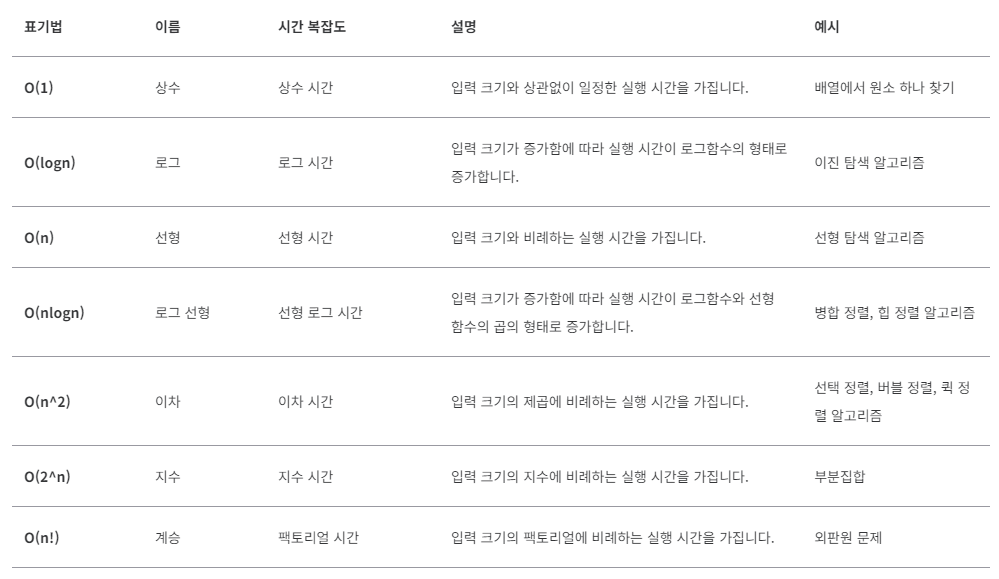 표기법 이름 시간 복잡도 설명 예시
O(1) 상수 상수 시간 입력 크기와 상관없이 일정한 실행 시간을 가집니다. 배열에서 원소 하나 찾기
O(logn) 로그 로그 시간 입력 크기가 증가함에 따라 실행 시간이 로그함수의 형태로
증가합니다. 이진 탐색 알고리즘
O(n) 선형 선형 시간 입력 크기와 비례하는 실행 시간을 가집니다. 선형 탐색 알고리즘
O(nlogn) 로그 선형 선형 로그 시간 입력 크기가 증가함에 따라 실행 시간이 로그함수와 선형
함수의 곱의 형태로 증가합니다. 병합 정렬, 힙 정렬 알고리즘
O(n^2) 이차 이차 시간 입력 크기의 제곱에 비례하는 실행 시간을 가집니다. 선택 정렬, 버블 정렬, 퀵 정
렬 알고리즘
O(2^n) 지수 지수 시간 입력 크기의 지수에 비례하는 실행 시간을 가집니다. 부분집합
O(n!) 계승 팩토리얼 시간 입력 크기의 팩토리얼에 비례하는 실행 시간을 가집니다. 외판원 문제